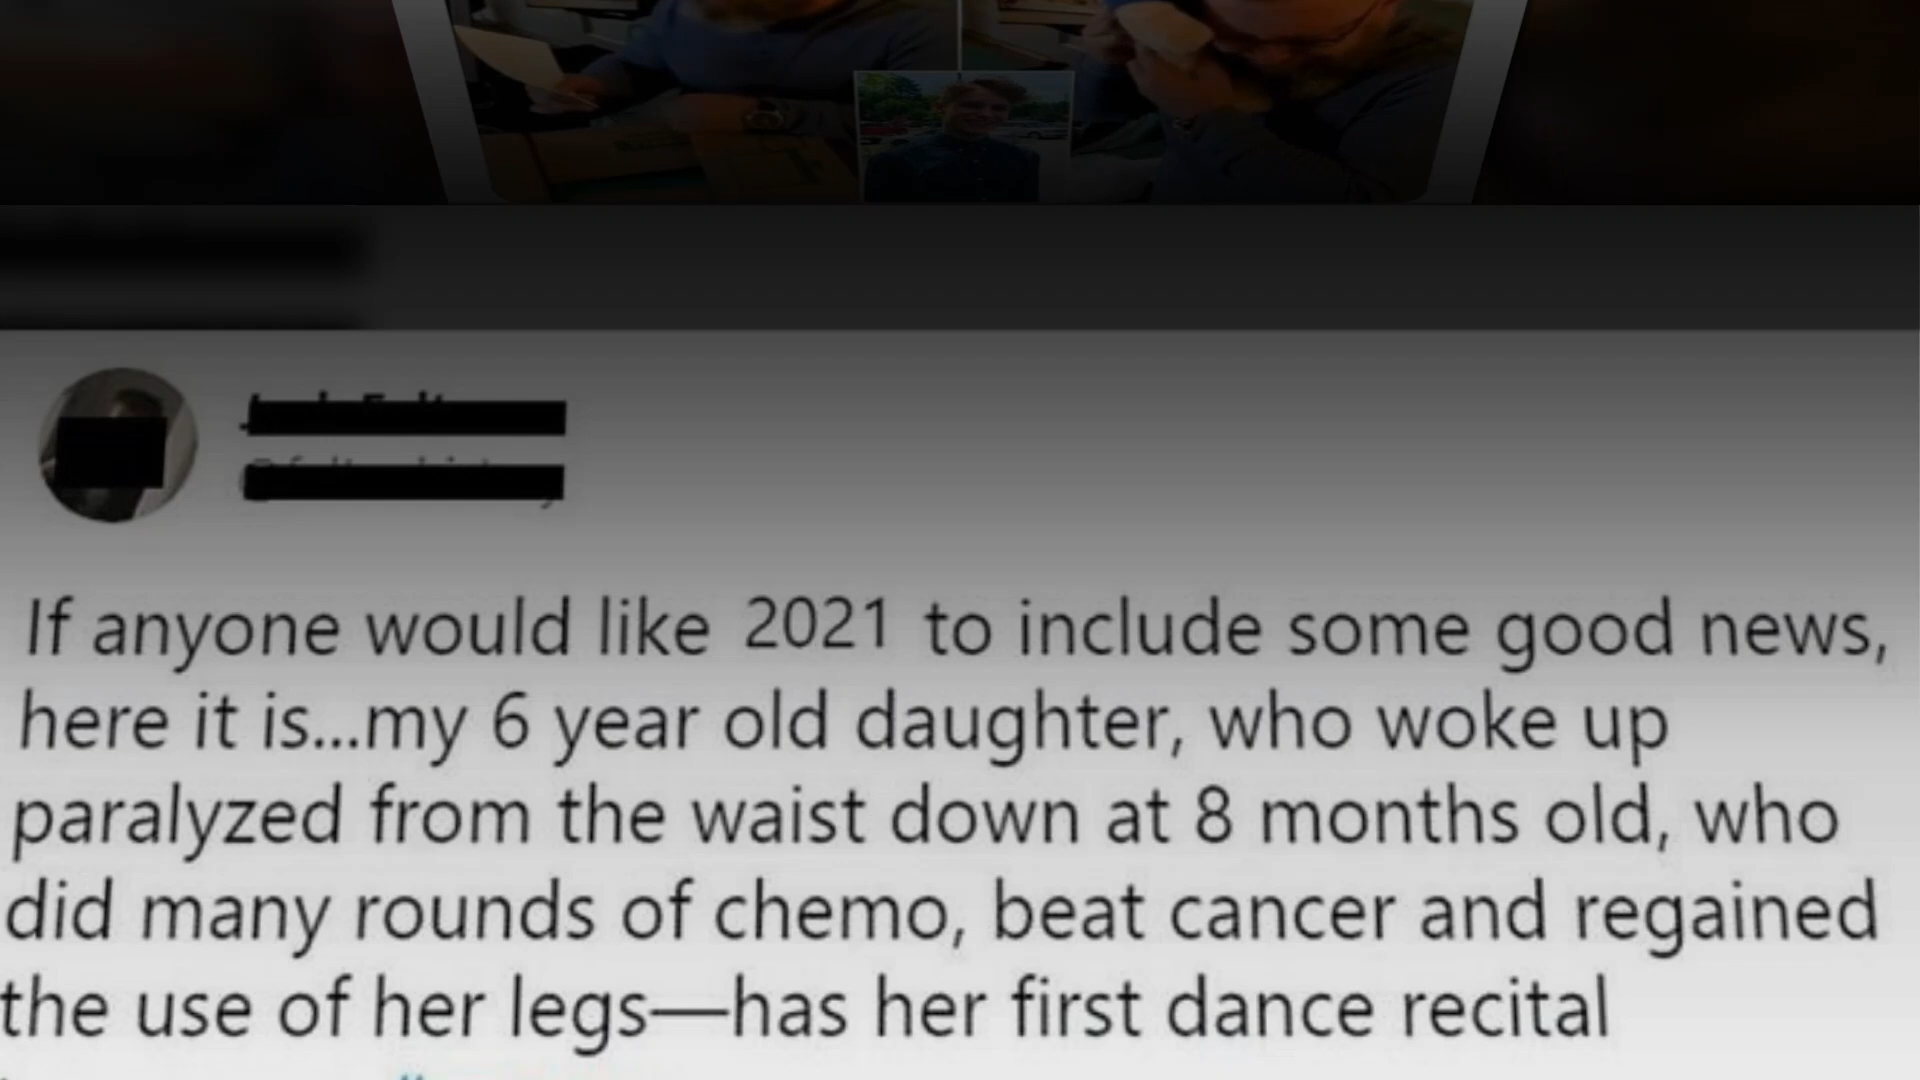 If anyone would like 2021 to include some good news,
here it is...my 6 year old daughter, who woke up
paralyzed from the waist down at 8 months old, who
did many rounds of chemo, beat cancer and regained
the use of her legs—has her first dance recital